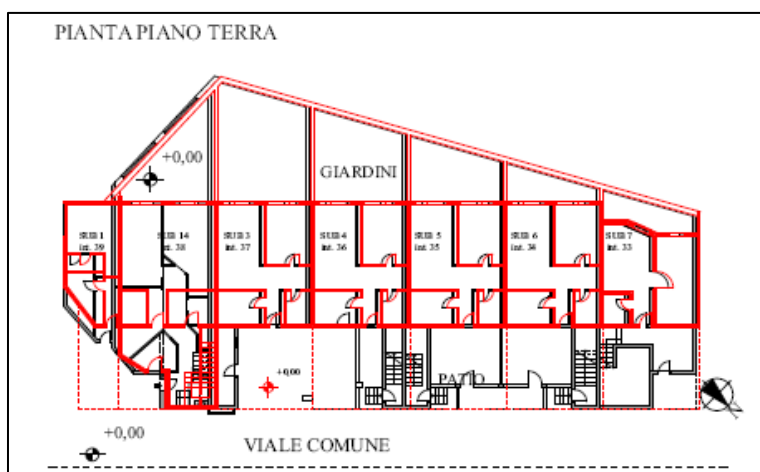 PIANTA PIANO TERRA
+0,00
GIARDINI
SUB 1
int. 39
SUB 14
int. 38
SUB 3
int. 37
SUB 4
int. 36
SUB 5
int. 35
SUB 6
int. 34
SUB 7
int. 33
+0,00
PATIO
+0,00
VIALE COMUNE